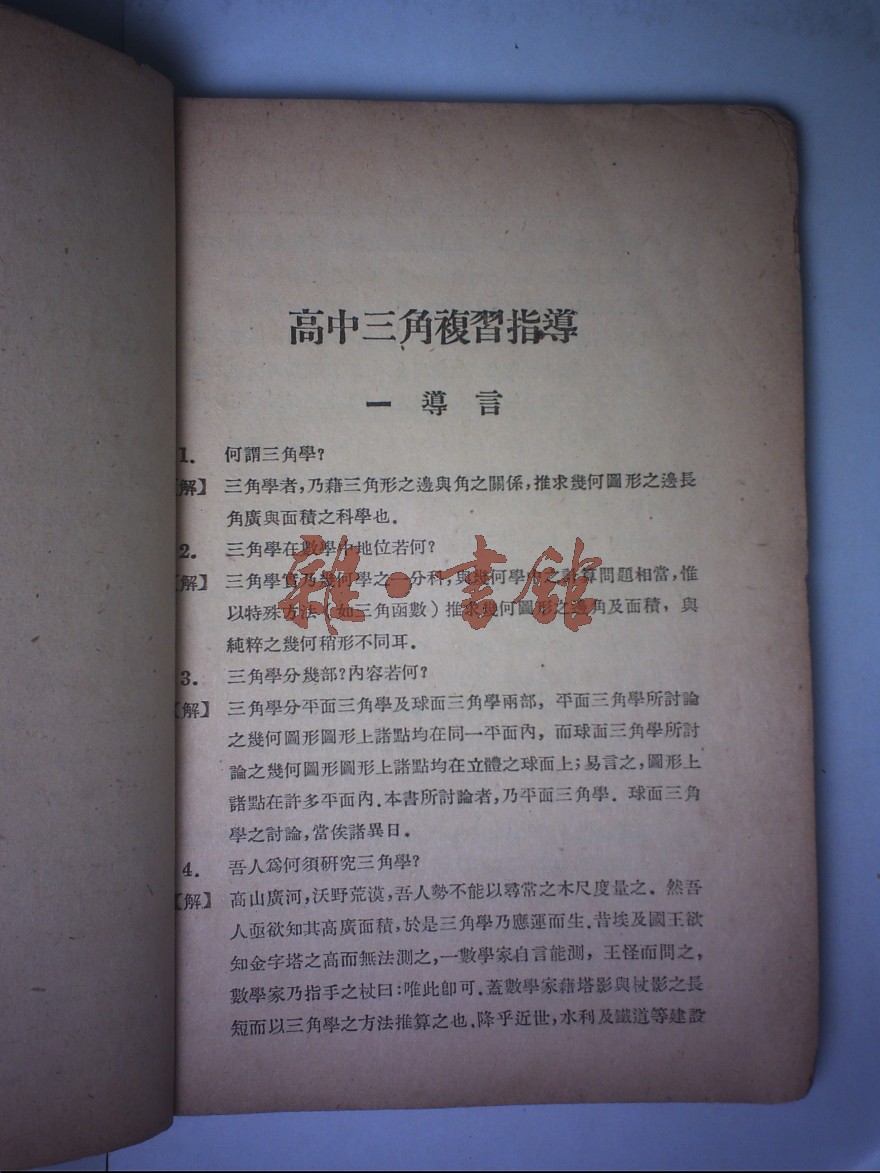 高中三角複習指導
一 導 言
1. 何謂三角學?
【解】 三角學者,乃藉三角形之邊與角之關係,推求幾何圖形之邊長
角廣與面積之科學也.
2. 三角學在數學中地位若何?
【解】 三角學實乃幾何學之一分科,與幾何學中之計算問題相當,惟
以特殊方法(如三角函數)推求幾何圖形之邊角及面積,與
純粹之幾何稍形不同耳.
3. 三角學分幾部?內容若何?
【解】 三角學分平面三角學及球面三角學兩部,平面三角學所討論
之幾何圖形圖形上諸點均在同一平面內,而球面三角學所討
論之幾何圖形圖形上諸點均在立體之球面上;易言之,圖形上
諸點在許多平面內.本書所討論者,乃平面三角學.球面三角
學之討論,當俟諸異日.
4. 吾人爲何須研究三角學?
【解】 高山廣河,沃野荒漠,吾人勢不能以尋常之木尺度量之.然吾
人亟欲知其高廣面積,於是三角學乃應運而生.昔埃及國王欲
知金字塔之高而無法測之,一數學家自言能測,王怪而問之,
數學家乃指手之杖曰:唯此卽可.蓋數學家藉塔影與杖影之長
短而以三角學之方法推算之也.降乎近世,水利及鐵道等建設
雜·書館